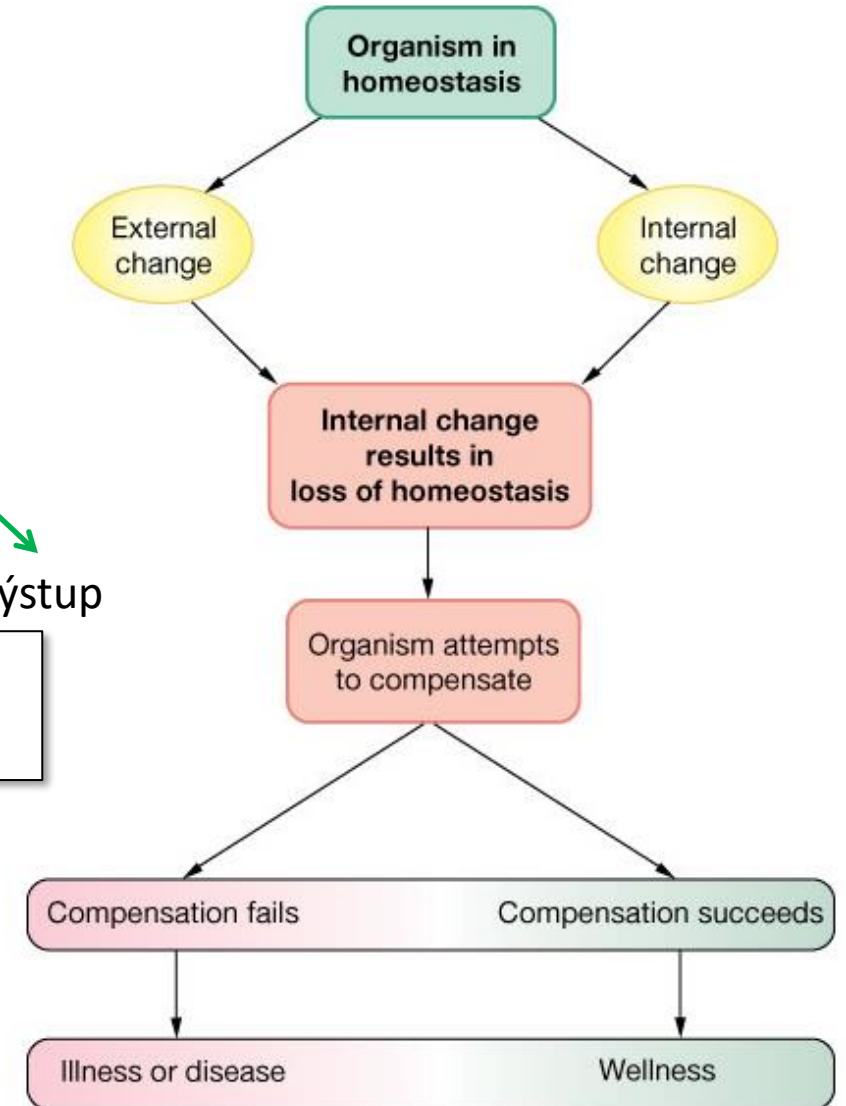 Organism in
homeostasis
External
change
Internal
change
Internal change
results in
loss of homeostasis
ýstup
Organism attempts
to compensate
Compensation fails
Compensation succeeds
Illness or disease
Wellness